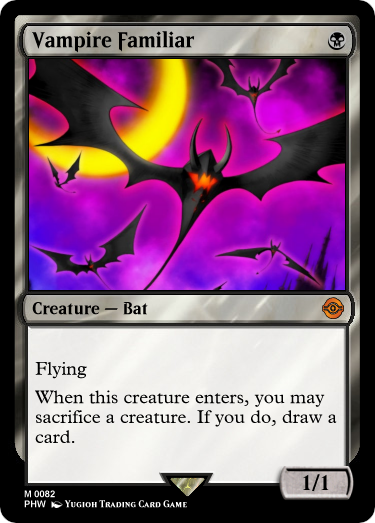 Vampire Familiar
Creature — Bat
Flying
When this creature enters, you may
sacrifice a creature. If you do, draw a
card.
1/1
M 0082
PHW Yugioh Trading Card Game